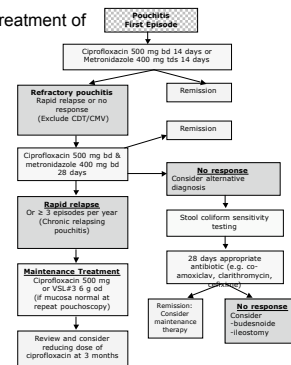 reatment of
Pouchitis
First Episode
Ciprofloxacin 500 mg bd 14 days or
Metronidazole 400 mg tds 14 days
Refractory pouchitis
Rapid relapse or no
response
(Exclude CDT/CMV)
Remission
Remission
Ciprofloxacin 500 mg bd &
metronidazole 400 mg bd
28 days
No response
Consider alternative
diagnosis
Rapid relapse
Or ≥ 3 episodes per year
(Chronic relapsing
pouchitis)
Stool coliform sensitivity
testing
Maintenance Treatment
Ciprofloxacin 500 mg
or VSL#3 6 g od
(if mucosa normal at
repeat pouchoscopy)
28 days appropriate
antibiotic (e.g. co-
amoxiclav, clarithromycin,
cefixime)
Remission:
Consider
maintenance
therapy
No response
Consider
-budesnoide
-ileostomy
Review and consider
reducing dose of
ciprofloxacin at 3 months